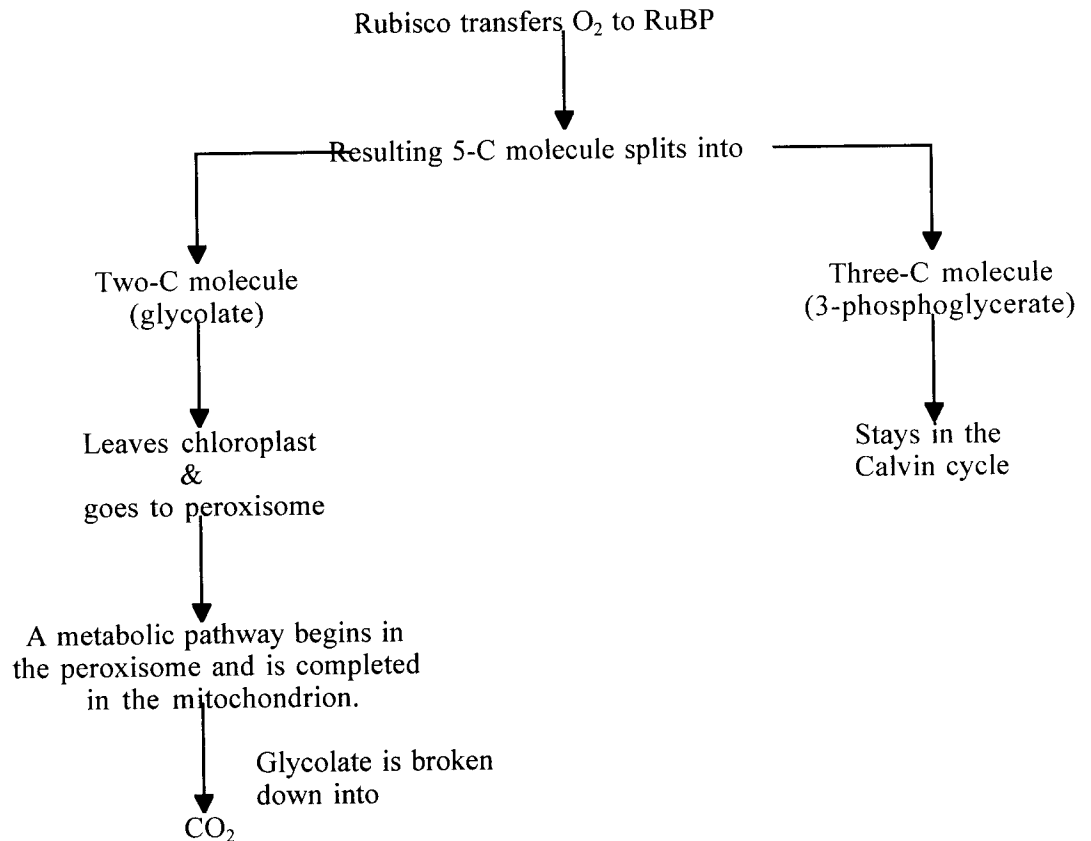 Rubisco transfers O₂ to RuBP
Resulting 5-C molecule splits into
Two-C molecule
(glycolate)
Three-C molecule
(3-phosphoglycerate)
Leaves chloroplast
&
goes to peroxisome
Stays in the
Calvin cycle
A metabolic pathway begins in
the peroxisome and is completed
in the mitochondrion.
Glycolate is broken
down into
CO₂